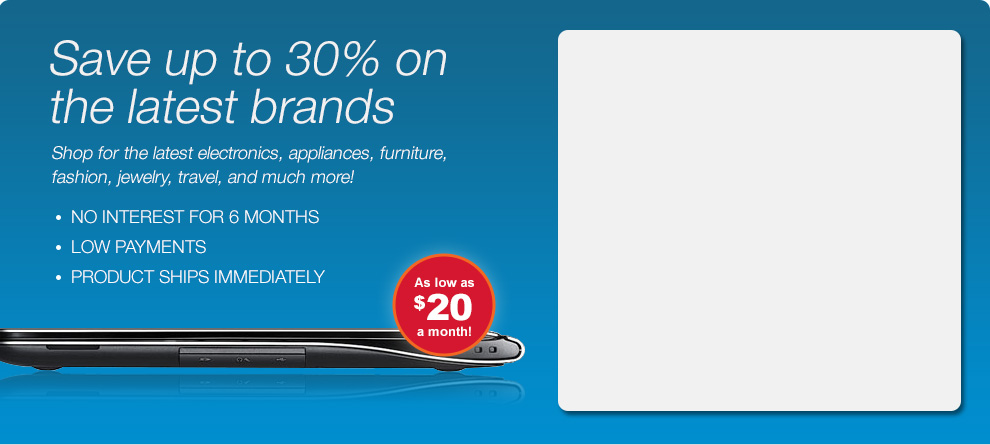 Save up to 30% on
the latest brands
Shop for the latest electronics, appliances, furniture,
fashion, jewelry, travel, and much more!
• NO INTEREST FOR 6 MONTHS
• LOW PAYMENTS
• PRODUCT SHIPS IMMEDIATELY
As low as
$20
a month!